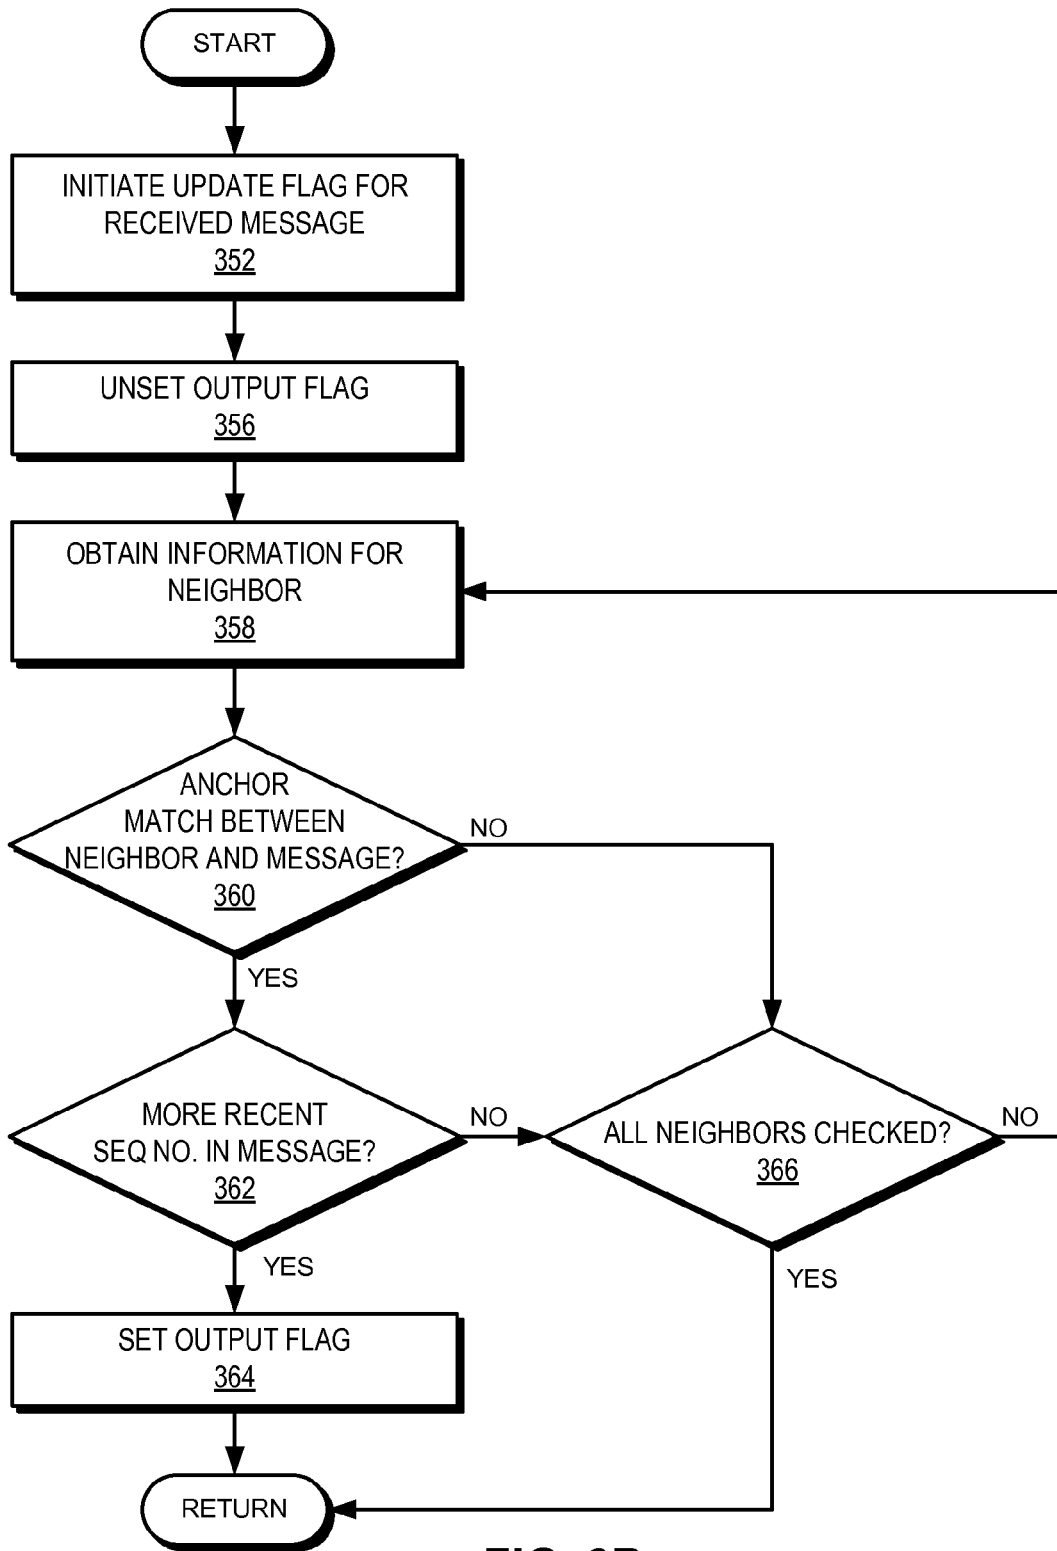 START
INITIATE UPDATE FLAG FOR
RECEIVED MESSAGE
352
UNSET OUTPUT FLAG
356
OBTAIN INFORMATION FOR
NEIGHBOR
358
ANCHOR
MATCH BETWEEN
NEIGHBOR AND MESSAGE?
360
NO
YES
MORE RECENT
SEQ NO. IN MESSAGE?
362
NO
ALL NEIGHBORS CHECKED?
366
NO
YES
YES
SET OUTPUT FLAG
364
RETURN